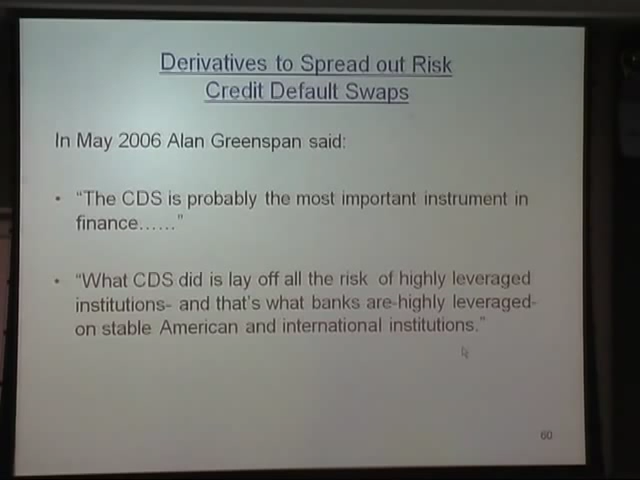 Derivatives to Spread out Risk
Credit Default Swaps
In May 2006 Alan Greenspan said:
• “The CDS is probably the most important instrument in
finance……”
• “What CDS did is lay off all the risk of highly leveraged
institutions- and that's what banks are-highly leveraged-
on stable American and international institutions.”
60